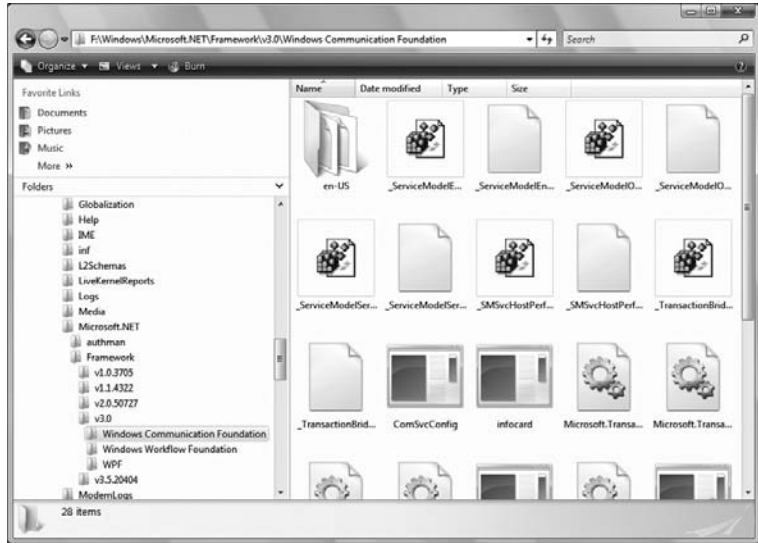 F:\Windows\Microsoft.NET\Framework\v3.0\Windows Communication Foundation
Search
Organize Views Burn
Favorite Links
Documents
Pictures
Music
More »
Folders
Globalization
Help
IME
inf
L2Schemas
LiveKernelReports
Logs
Media
Microsoft.NET
authman
Framework
v1.0.3705
v1.1.4322
v2.0.50727
v3.0
Windows Communication Foundation
Windows Workflow Foundation
WPF
v3.5.20404
ModemLogs
Name Date modified Type Size
en-US _ServiceModelE... _ServiceModelEn... _ServiceModelO... _ServiceModelO...
_ServiceModelSer... _ServiceModelSer... _SMSvcHostPerf... _SMSvcHostPerf... _TransactionBrid...
_TransactionBrid... ComSvcConfig infocard Microsoft.Transa... Microsoft.Transa...
28 items